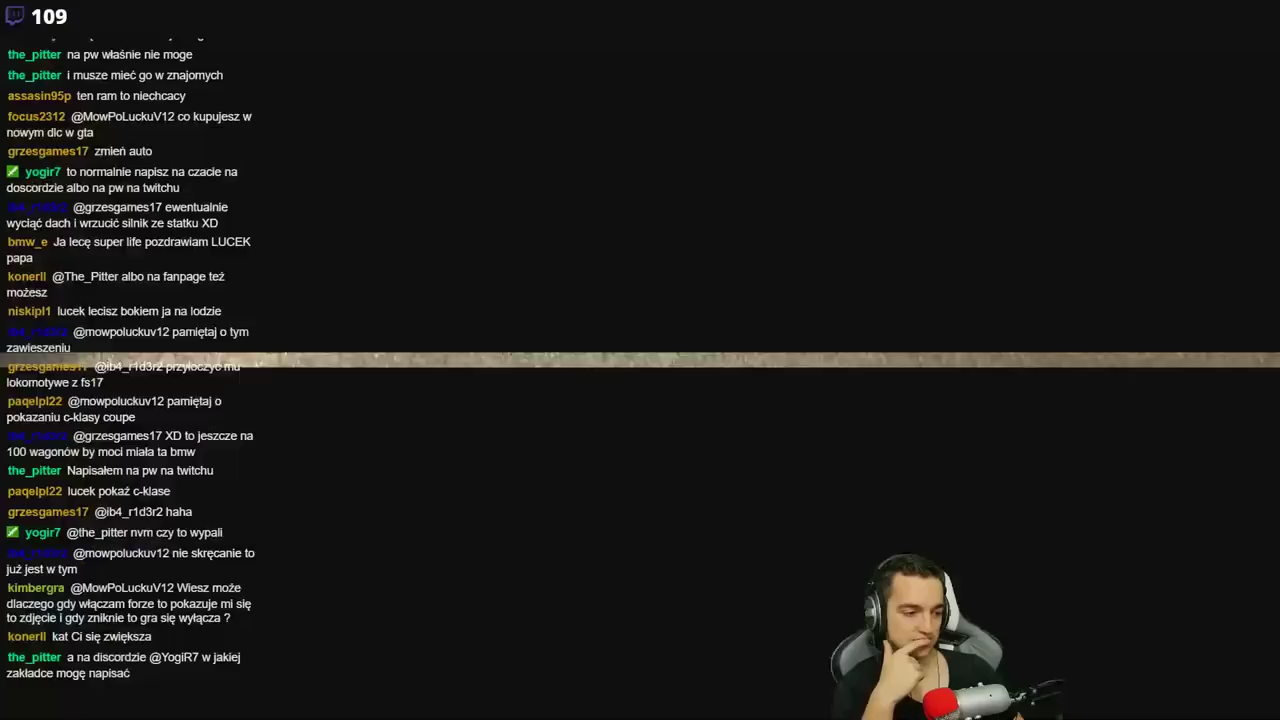 109
the_pitter na pw właśnie nie moge
the_pitter i musze mieć go w znajomych
assasin95p ten ram to niechcacy
focus2312 @MowPoLuckuV12 co kupujesz w
nowym dlc w gta
grzesgames17 zmień auto
yogir7 to normalnie napisz na czacie na
doscordzie albo na pw na twitchu
@grzesgames17 ewentualnie
wyciąć dach i wrzucić silnik ze statku XD
bmw_e Ja lecę super life pozdrawiam LUCEK
papa
konerll @The_Pitter albo na fanpage też
możesz
niskipl1 lucek lecisz bokiem ja na lodzie
@mowpoluckuv12 pamiętaj o tym
zawieszeniu
grzesgames17 @ib4_r1d3r2 przyłoczyć mu
lokomotywe z fs17
paqelpl22 @mowpoluckuv12 pamiętaj o
pokazaniu c-klasy coupe
@grzesgames17 XD to jeszcze na
100 wagonów by moci miała ta bmw
the_pitter Napisałem na pw na twitchu
paqelpl22 lucek pokaż c-klase
grzesgames17 @ib4_r1d3r2 haha
yogir7 @the_pitter nvm czy to wypali
@mowpoluckuv12 nie skręcanie to
już jest w tym
kimbergra @MowPoLuckuV12 Wiesz może
dlaczego gdy włączam forze to pokazuje mi się
to zdjęcie i gdy zniknie to gra się wyłącza ?
konerll kat Ci się zwiększa
the_pitter a na discordzie @YogiR7 w jakiej
zakładce mogę napisać